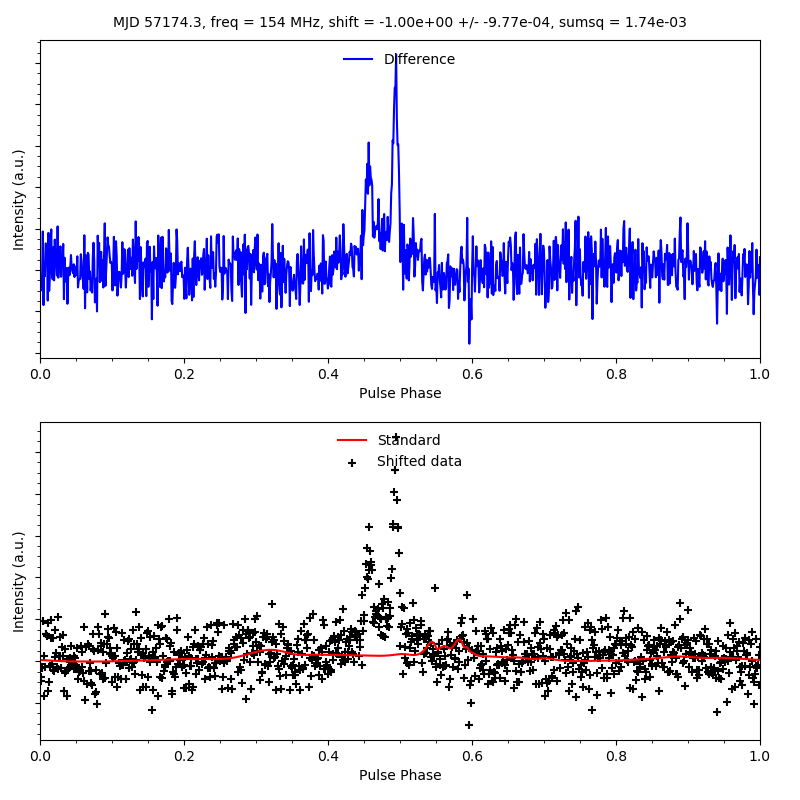 MJD 57174.3, freq = 154 MHz, shift = -1.00e+00 +/- -9.77e-04, sumsq = 1.74e-03
Difference
Intensity (a.u.)
0.0 0.2 0.4 0.6 0.8 1.0
Pulse Phase
Standard
Shifted data
Intensity (a.u.)
0.0 0.2 0.4 0.6 0.8 1.0
Pulse Phase